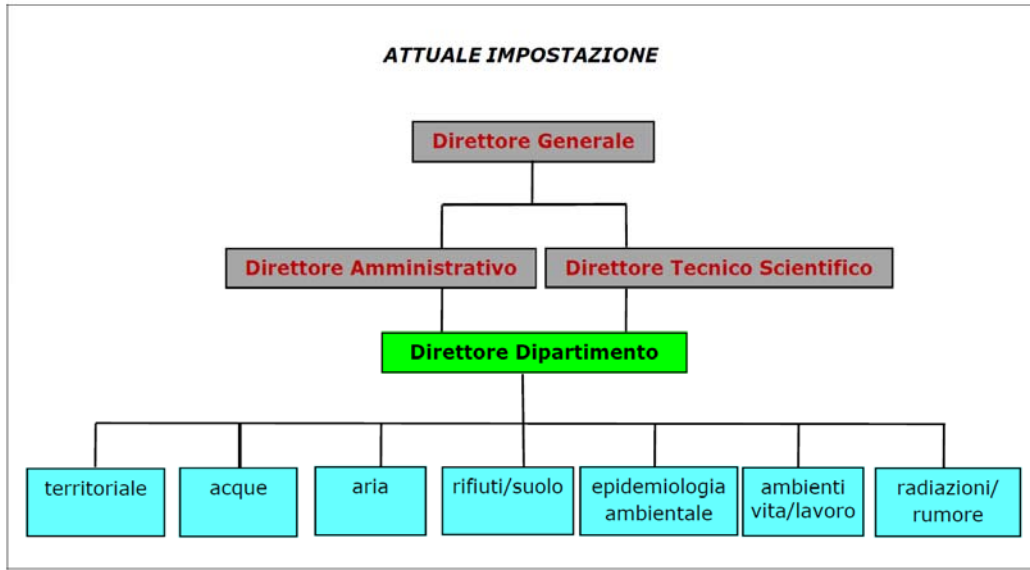 ATTUALE IMPOSTAZIONE
Direttore Generale
Direttore Amministrativo
Direttore Tecnico Scientifico
Direttore Dipartimento
territoriale
acque
aria
rifiuti/suolo
epidemiologia
ambientale
ambienti
vita/lavoro
radiazioni/
rumore